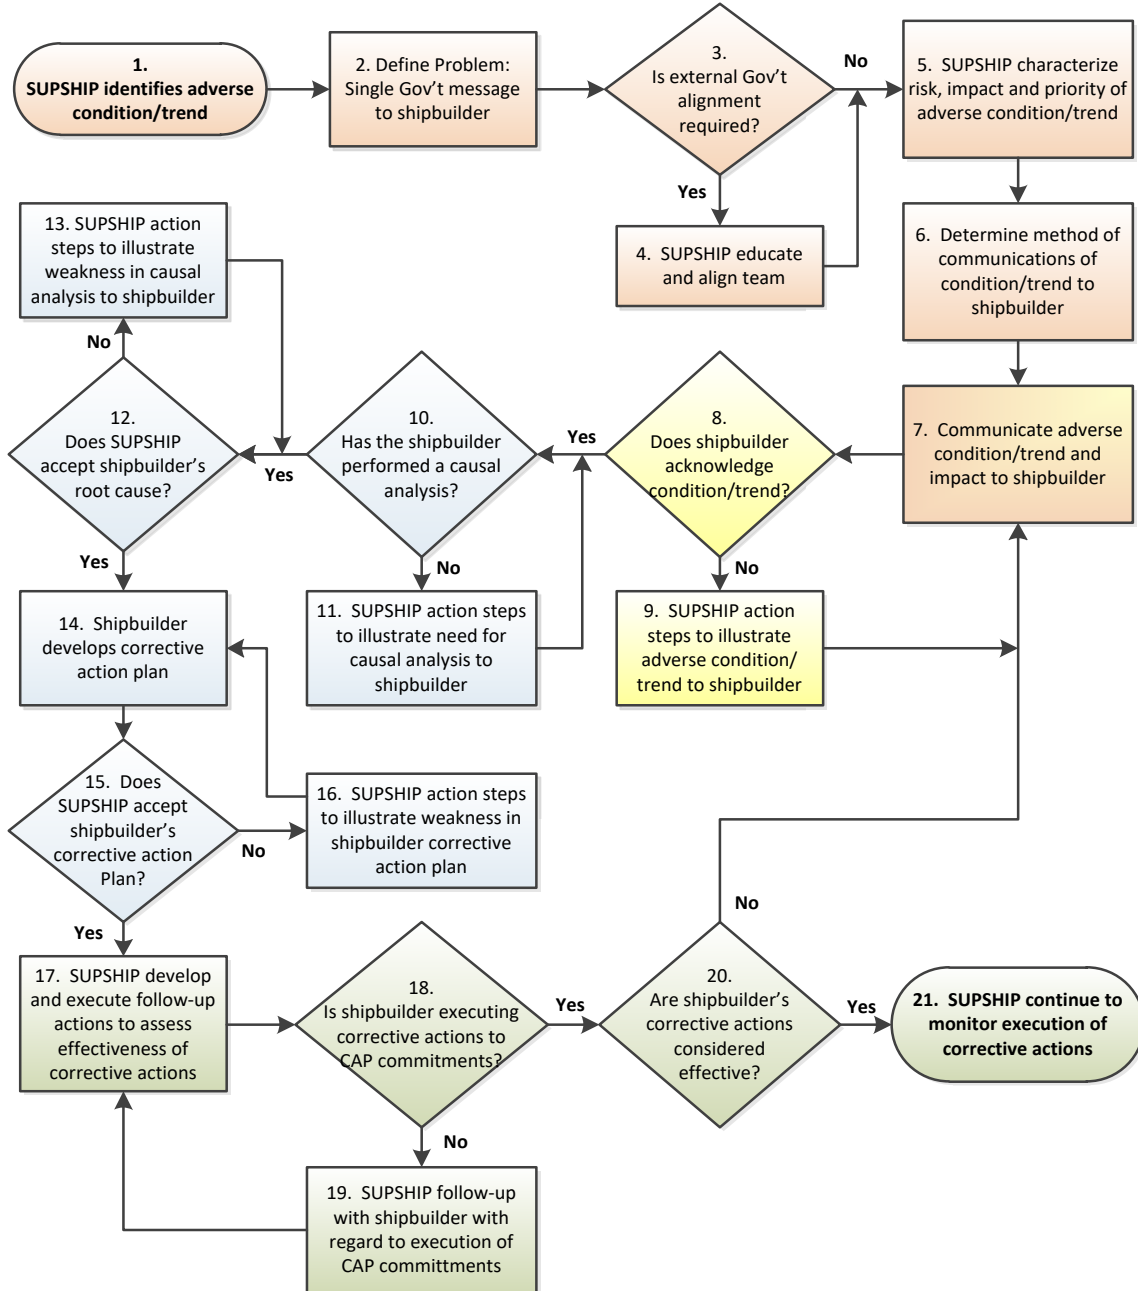 1.
SUPSHIP identifies adverse
condition/trend
2. Define Problem:
Single Gov't message
to shipbuilder
3.
Is external Gov't
alignment
required?
No
Yes
4. SUPSHIP educate
and align team
5. SUPSHIP characterize
risk, impact and priority of
adverse condition/trend
6. Determine method of
communications of
condition/trend to
shipbuilder
7. Communicate adverse
condition/trend and
impact to shipbuilder
8.
Does shipbuilder
acknowledge
condition/trend?
Yes
No
9. SUPSHIP action
steps to illustrate
adverse condition/
trend to shipbuilder
10.
Has the shipbuilder
performed a causal
analysis?
Yes
No
11. SUPSHIP action steps
to illustrate need for
causal analysis to
shipbuilder
12.
Does SUPSHIP
accept shipbuilder's
root cause?
No
Yes
13. SUPSHIP action
steps to illustrate
weakness in causal
analysis to shipbuilder
14. Shipbuilder
develops corrective
action plan
15. Does
SUPSHIP accept
shipbuilder's
corrective action
Plan?
No
Yes
16. SUPSHIP action steps
to illustrate weakness in
shipbuilder corrective
action plan
17. SUPSHIP develop
and execute follow-up
actions to assess
effectiveness of
corrective actions
18.
Is shipbuilder executing
corrective actions to
CAP commitments?
Yes
No
19. SUPSHIP follow-up
with shipbuilder with
regard to execution of
CAP committments
20.
Are shipbuilder's
corrective actions
considered
effective?
No
Yes
21. SUPSHIP continue to
monitor execution of
corrective actions